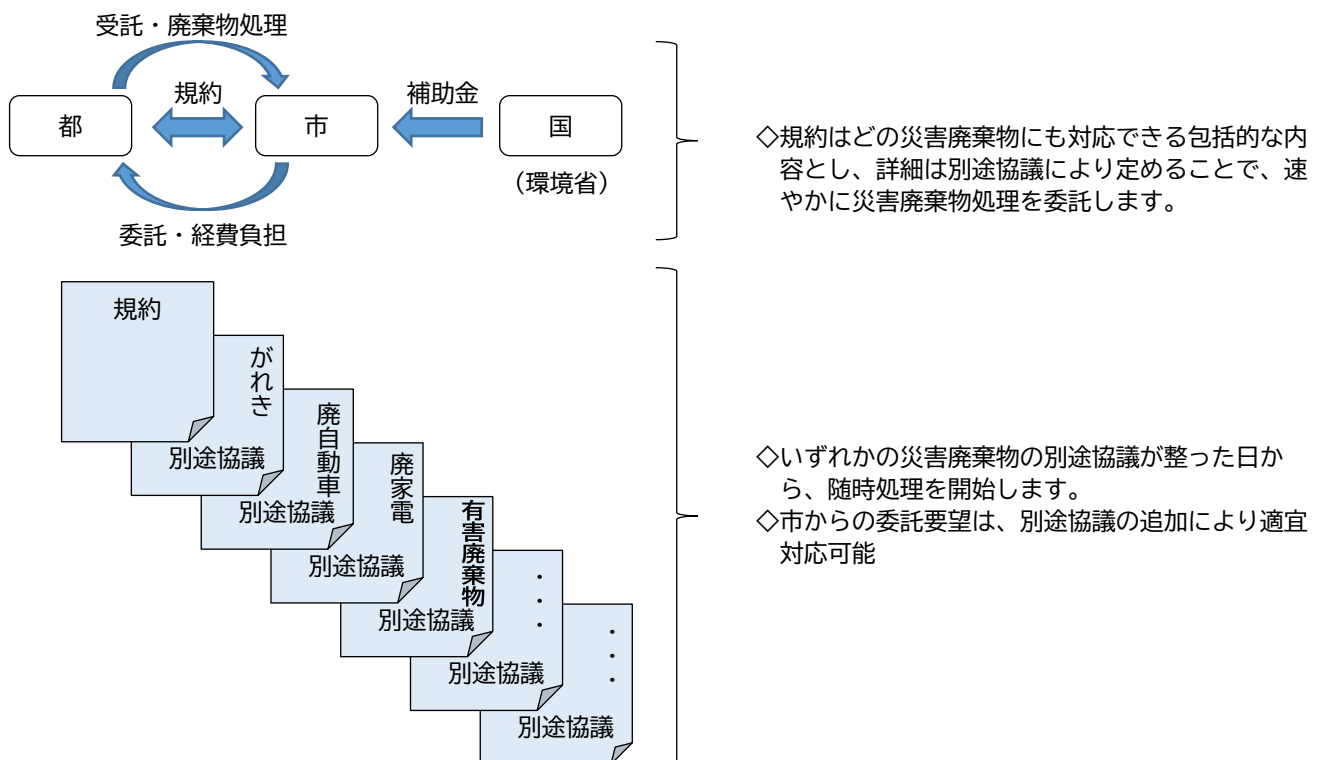 受託・廃棄物処理
都
規約
市
補助金
国
(環境省)
委託・経費負担
◇規約はどの災害廃棄物にも対応できる包括的な内
容とし、詳細は別途協議により定めることで、速
やかに災害廃棄物処理を委託します。
規約
がれき
別途協議
廃自動車
別途協議
廃家電
別途協議
有害廃棄物
別途協議
・・・
別途協議
・・・
別途協議
◇いずれかの災害廃棄物の別途協議が整った日か
ら、随時処理を開始します。
◇市からの委託要望は、別途協議の追加により適宜
対応可能